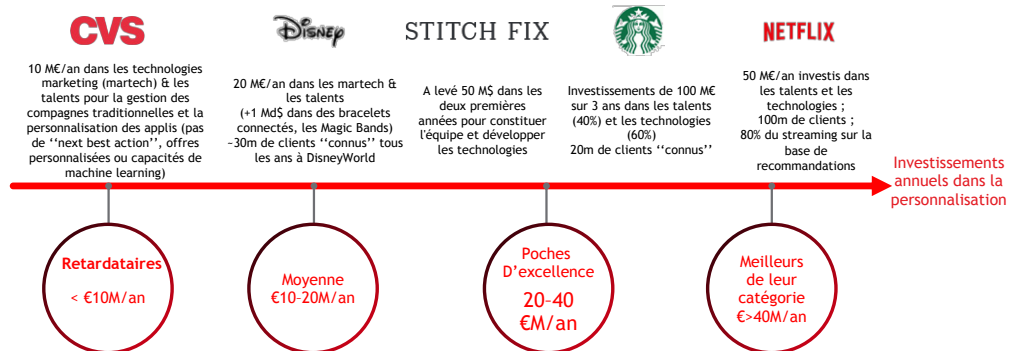 CVS
10 M€/an dans les technologies
marketing (martech) & les
talents pour la gestion des
compagnes traditionnelles et la
personnalisation des applis (pas
de ‘‘next best action’’, offres
personnalisées ou capacités de
machine learning)
Disney
20 M€/an dans les martech &
les talents
(+1 Md$ dans des bracelets
connectés, les Magic Bands)
~30m de clients ‘‘connus’’ tous
les ans à DisneyWorld
STITCH FIX
A levé 50 M$ dans les
deux premières
années pour constituer
l'équipe et développer
les technologies
Investissements de 100 M€
sur 3 ans dans les talents
(40%) et les technologies
(60%)
20m de clients ‘‘connus’’
NETFLIX
50 M€/an investis dans
les talents et les
technologies ;
100m de clients ;
80% du streaming sur la
base de
recommandations
Investissements
annuels dans la
personnalisation
Retardataires
< €10M/an
Moyenne
€10-20M/an
Poches
D’excellence
20-40
€M/an
Meilleurs
de leur
catégorie
€>40M/an